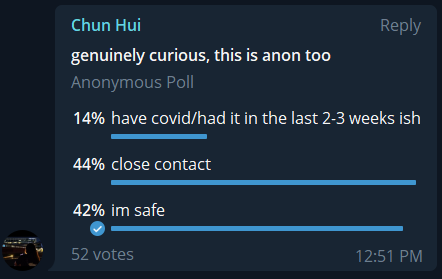 Chun Hui Reply
genuinely curious, this is anon too
Anonymous Poll
14% have covid/had it in the last 2-3 weeks ish
44% close contact
42% im safe
52 votes 12:51 PM